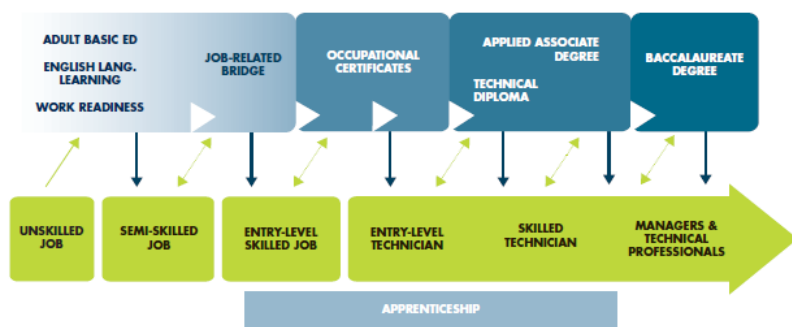 ADULT BASIC ED
ENGLISH LANG.
LEARNING
WORK READINESS
JOB-RELATED
BRIDGE
OCCUPATIONAL
CERTIFICATES
APPLIED ASSOCIATE
DEGREE
TECHNICAL
DIPLOMA
BACCALAUREATE
DEGREE
UNSKILLED
JOB
SEMI-SKILLED
JOB
ENTRY-LEVEL
SKILLED JOB
ENTRY-LEVEL
TECHNICIAN
SKILLED
TECHNICIAN
MANAGERS &
TECHNICAL
PROFESSIONALS
APPRENTICESHIP